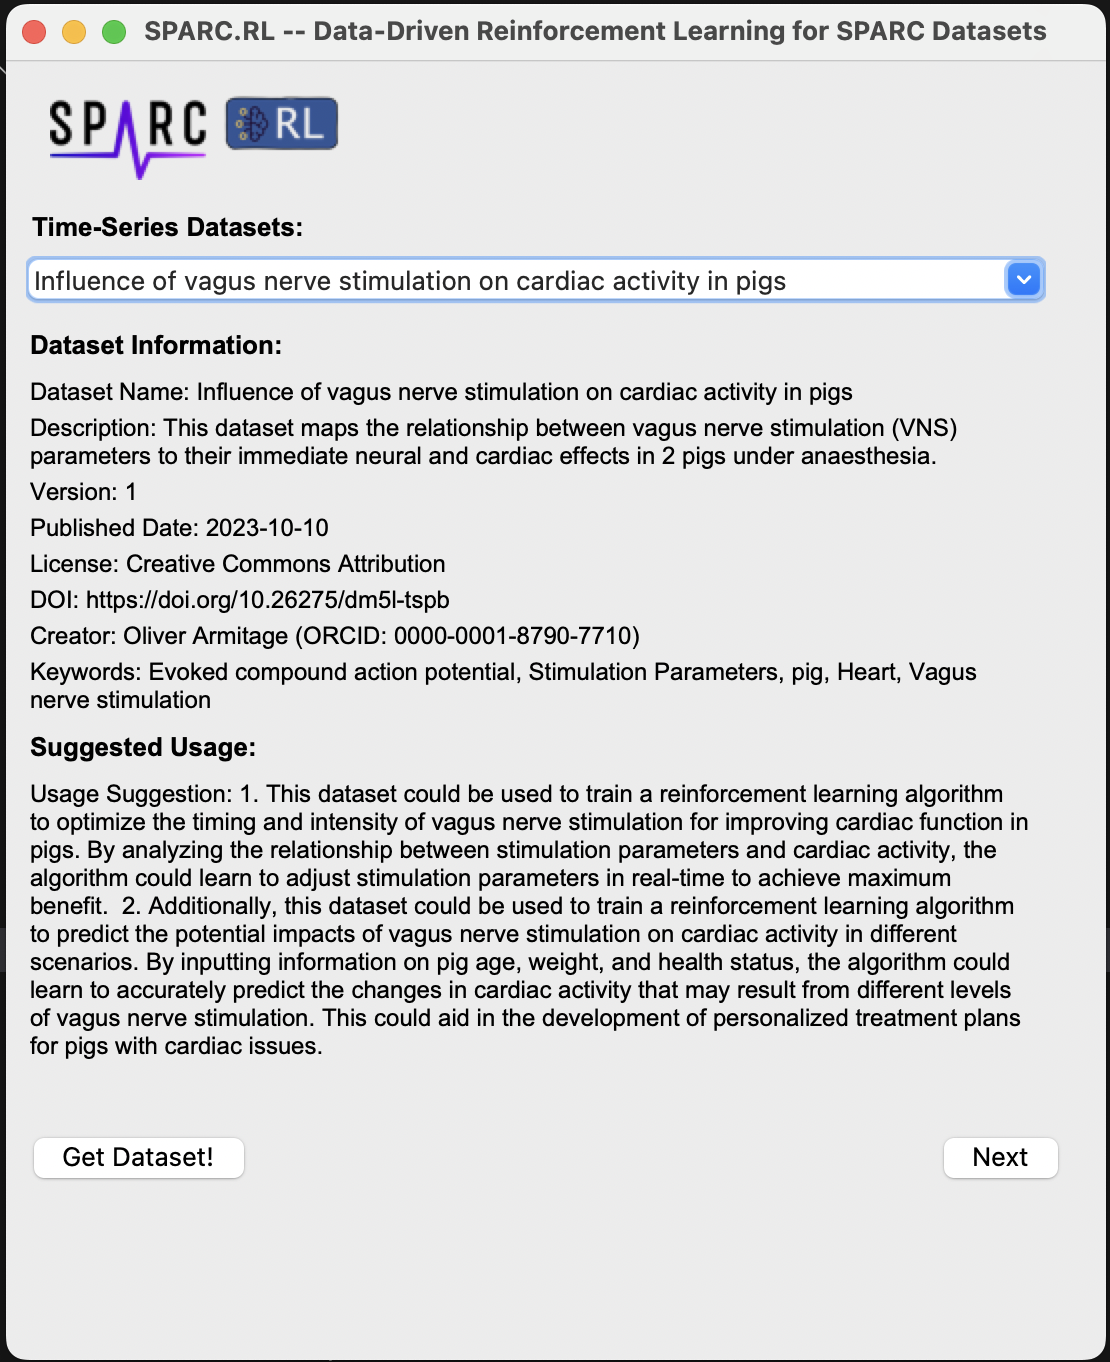 SPARC.RL -- Data-Driven Reinforcement Learning for SPARC Datasets
SPARC RL
Time-Series Datasets:
Influence of vagus nerve stimulation on cardiac activity in pigs
Dataset Information:
Dataset Name: Influence of vagus nerve stimulation on cardiac activity in pigs
Description: This dataset maps the relationship between vagus nerve stimulation (VNS)
parameters to their immediate neural and cardiac effects in 2 pigs under anaesthesia.
Version: 1
Published Date: 2023-10-10
License: Creative Commons Attribution
DOI: https://doi.org/10.26275/dm5l-tspb
Creator: Oliver Armitage (ORCID: 0000-0001-8790-7710)
Keywords: Evoked compound action potential, Stimulation Parameters, pig, Heart, Vagus
nerve stimulation
Suggested Usage:
Usage Suggestion: 1. This dataset could be used to train a reinforcement learning algorithm
to optimize the timing and intensity of vagus nerve stimulation for improving cardiac function in
pigs. By analyzing the relationship between stimulation parameters and cardiac activity, the
algorithm could learn to adjust stimulation parameters in real-time to achieve maximum
benefit.  2. Additionally, this dataset could be used to train a reinforcement learning algorithm
to predict the potential impacts of vagus nerve stimulation on cardiac activity in different
scenarios. By inputting information on pig age, weight, and health status, the algorithm could
learn to accurately predict the changes in cardiac activity that may result from different levels
of vagus nerve stimulation. This could aid in the development of personalized treatment plans
for pigs with cardiac issues.
Get Dataset! Next